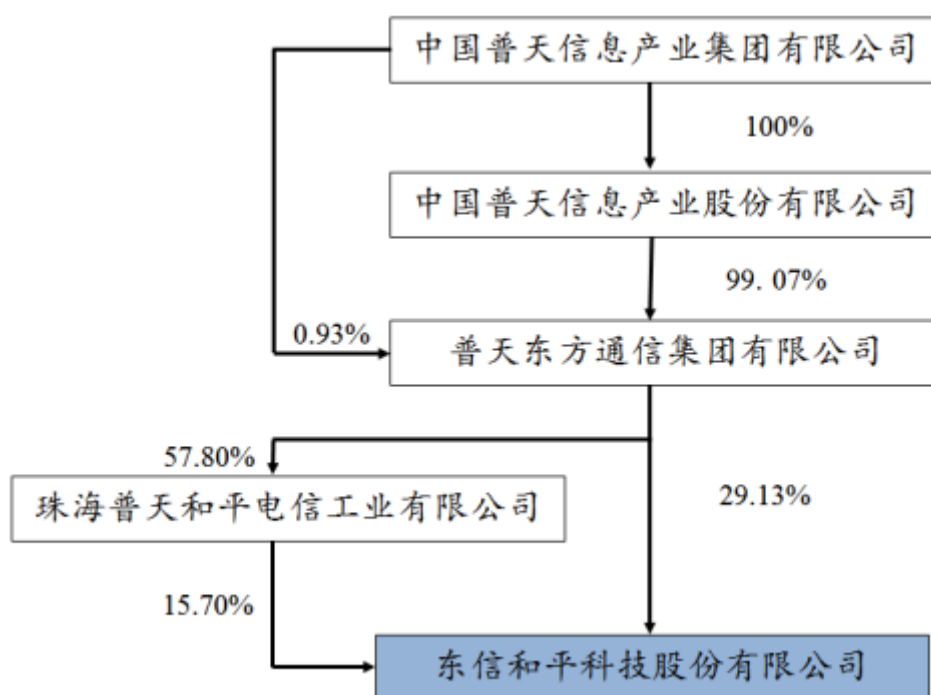 中国普天信息产业集团有限公司
100%
中国普天信息产业股份有限公司
99.07%
0.93%
普天东方通信集团有限公司
57.80%
珠海普天和平电信工业有限公司
29.13%
15.70%
东信和平科技股份有限公司